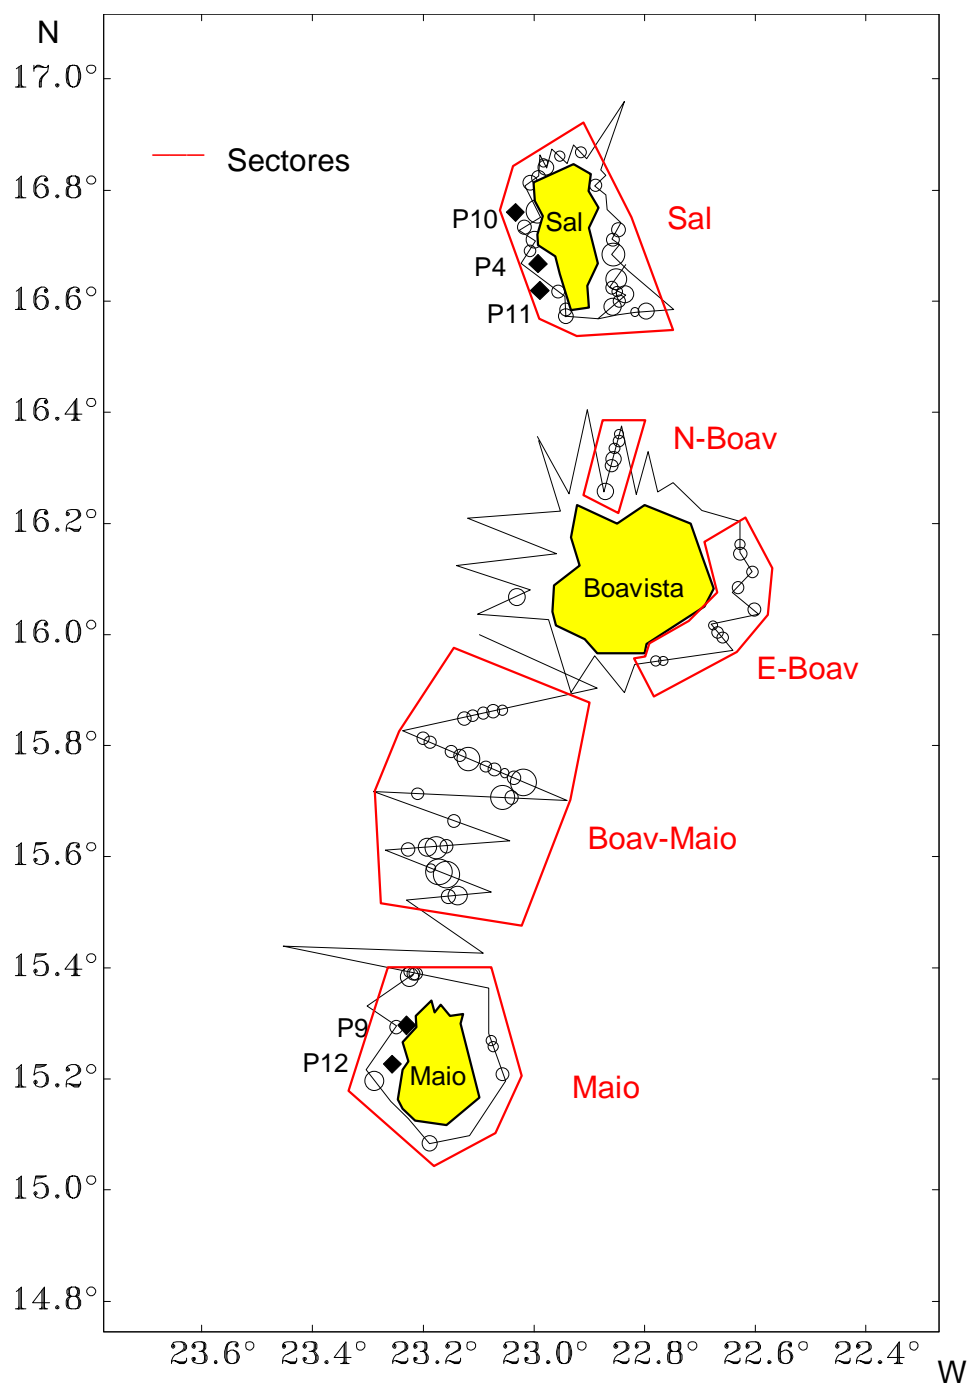 N
17.0°
Sectores
16.8°
P10
Sal
Sal
P4
16.6°
P11
16.4°
N-Boav
16.2°
Boavista
16.0°
E-Boav
15.8°
Boav-Maio
15.6°
15.4°
P9
P12
15.2°
Maio
Maio
15.0°
14.8°
23.6° 23.4° 23.2° 23.0° 22.8° 22.6° 22.4°
W